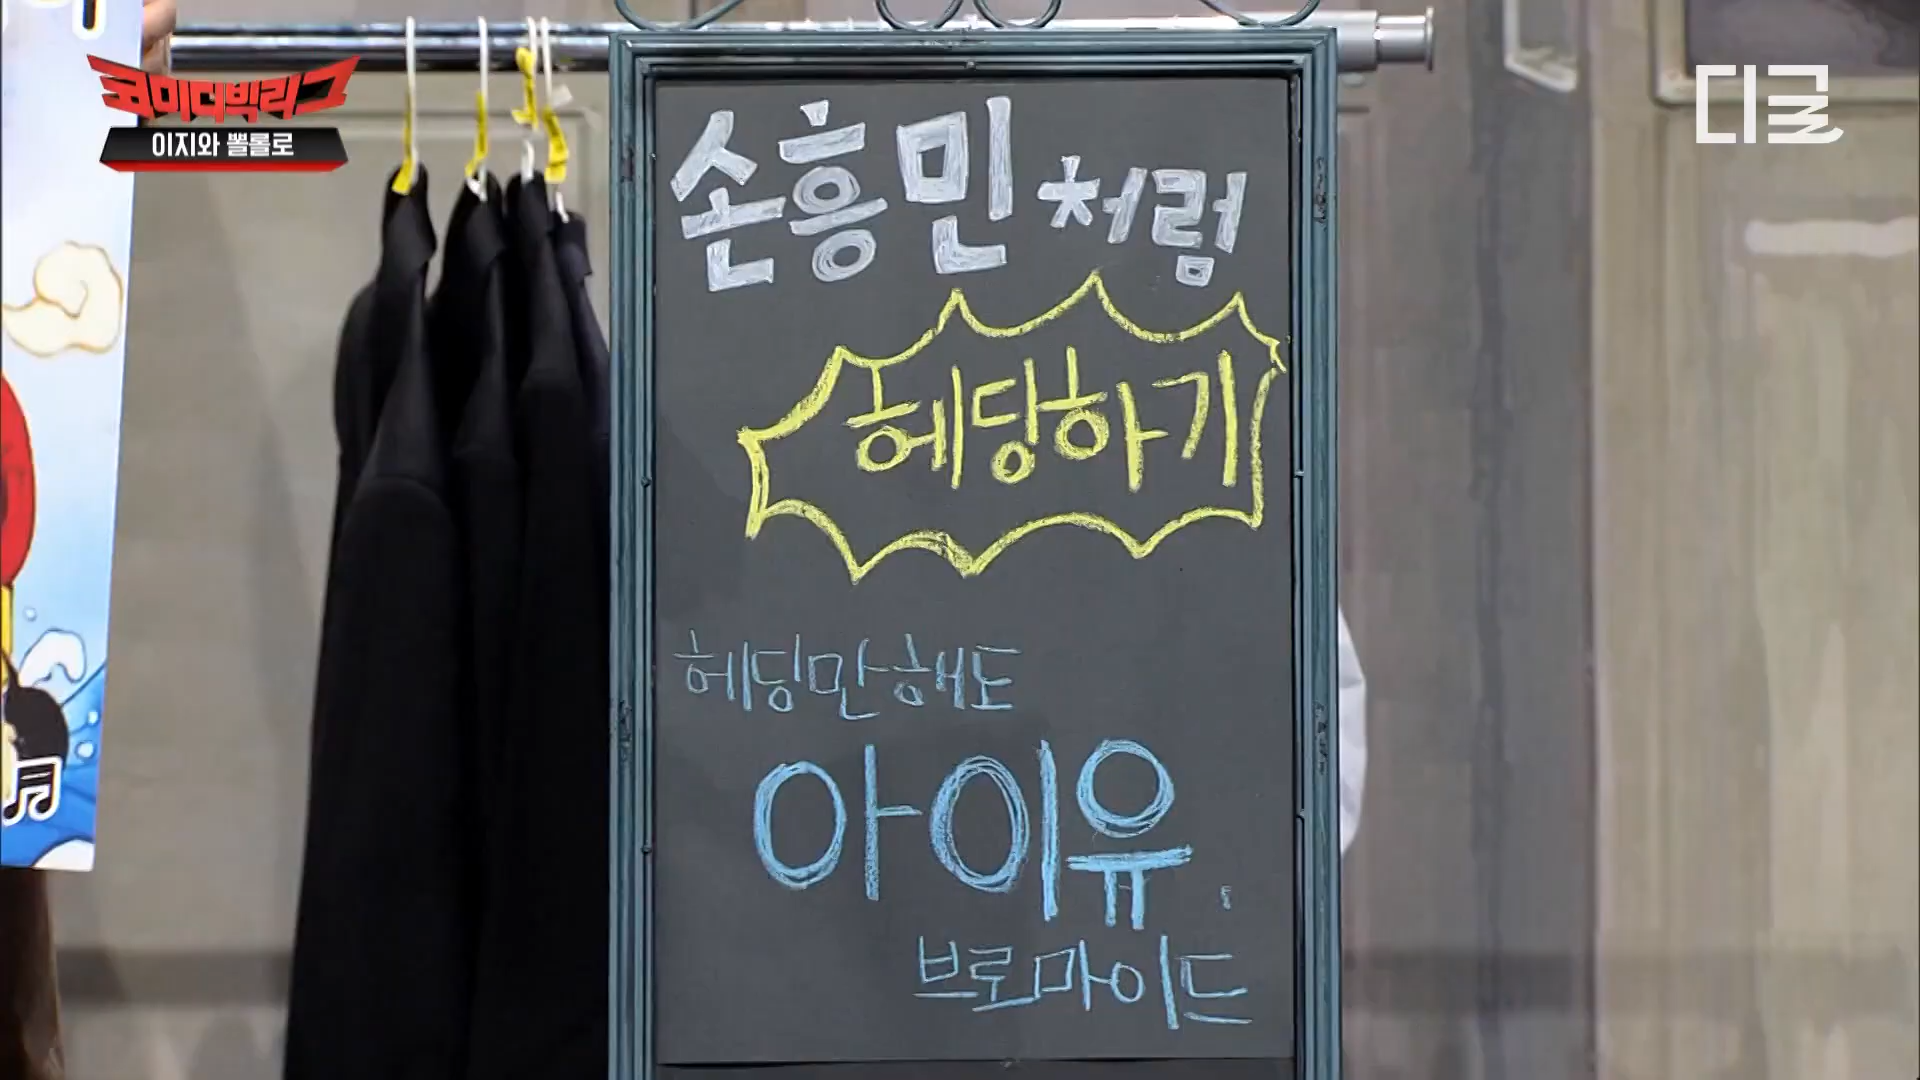 코미디빅리그
이지와 뽈롤로
디글
손흥민처럼
헤딩하기
헤딩만해도
아이유
브로마이드